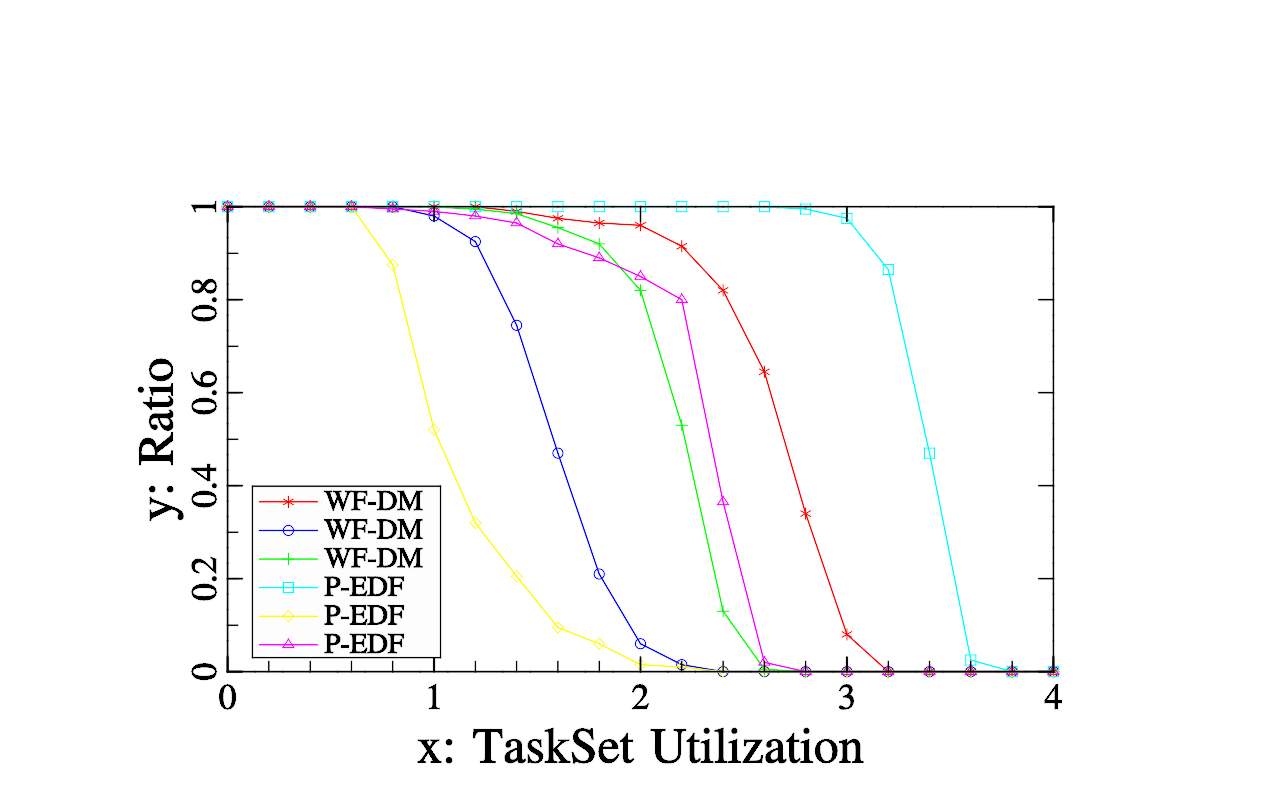 1
0.8
0.6
0.4
0.2
0
y: Ratio
WF-DM
WF-DM
WF-DM
P-EDF
P-EDF
P-EDF
0 1 2 3 4
x: TaskSet Utilization